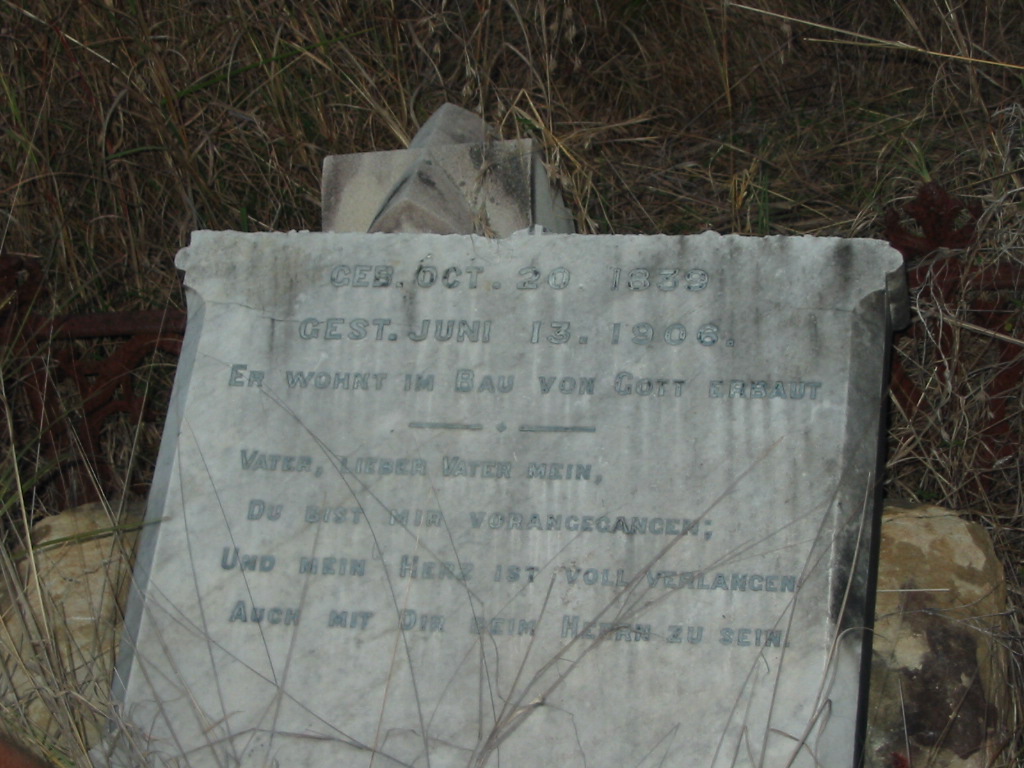 GEB. OCT. 20. 1839
GEST. JUNI 13. 1906.
ER WOHNT IM BAU VON GOTT ERBAUT
VATER, LIEBER VATER MEIN,
DU BIST MIR VORANGEGANGEN;
UND MEIN HERZ IST VOLL VERLANGEN
AUCH MIT DIR BEIM HERRN ZU SEIN.